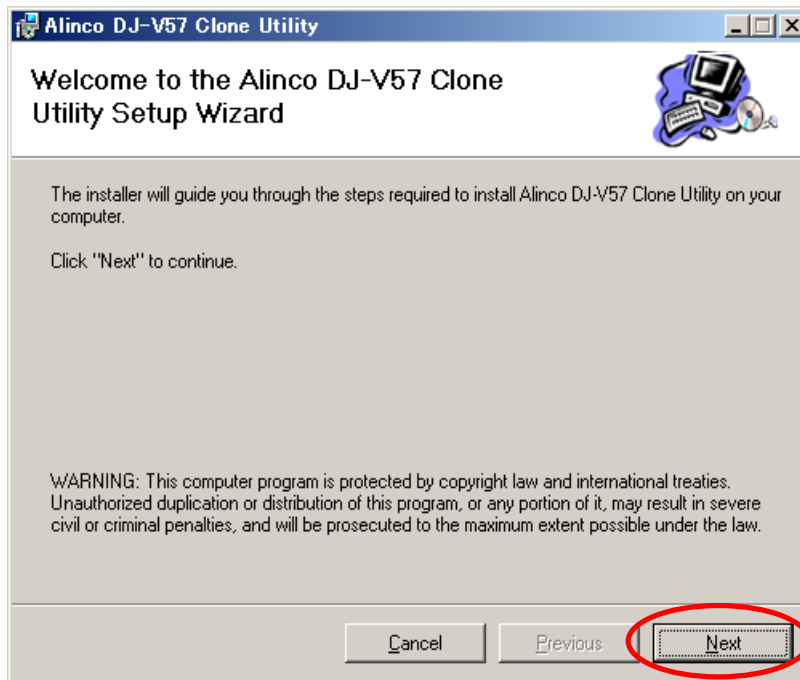 Alinco DJ-V57 Clone Utility
Welcome to the Alinco DJ-V57 Clone
Utility Setup Wizard
The installer will guide you through the steps required to install Alinco DJ-V57 Clone Utility on your
computer.
Click "Next" to continue.
WARNING: This computer program is protected by copyright law and international treaties.
Unauthorized duplication or distribution of this program, or any portion of it, may result in severe
civil or criminal penalties, and will be prosecuted to the maximum extent possible under the law.
Cancel
Previous
Next